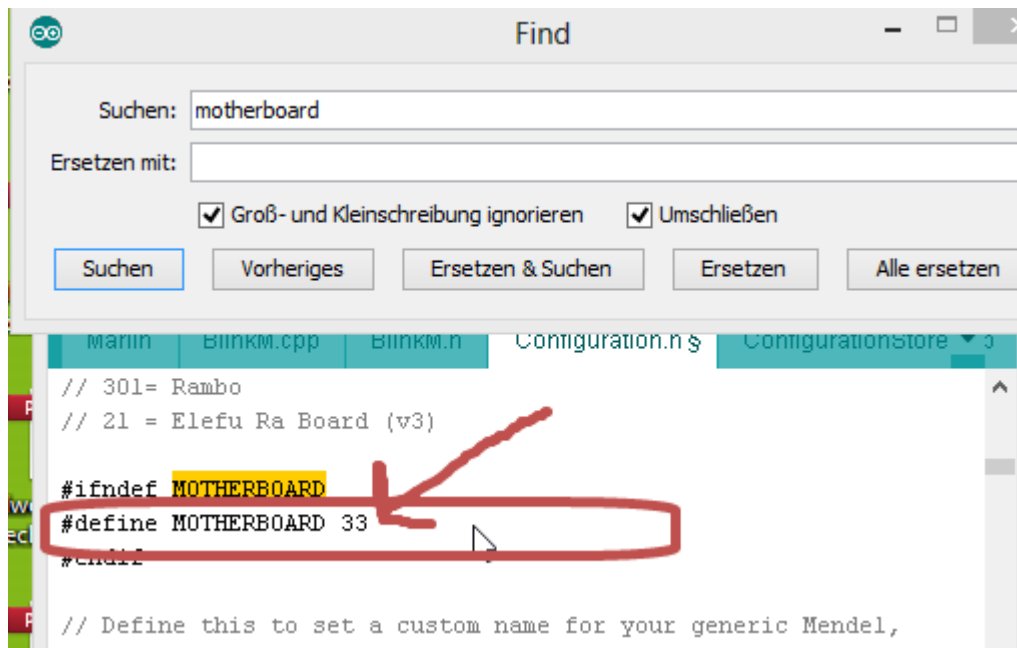 Find
Suchen: motherboard
Ersetzen mit:
Groß- und Kleinschreibung ignorieren Umschließen
Suchen Vorheriges Ersetzen & Suchen Ersetzen Alle ersetzen
Marlin BlinkM.cpp BlinkM.h Configuration.h § ConfigurationStore
// 301= Rambo
// 21 = Elefu Ra Board (v3)
#ifndef MOTHERBOARD
#define MOTHERBOARD 33
#endif
// Define this to set a custom name for your generic Mendel,